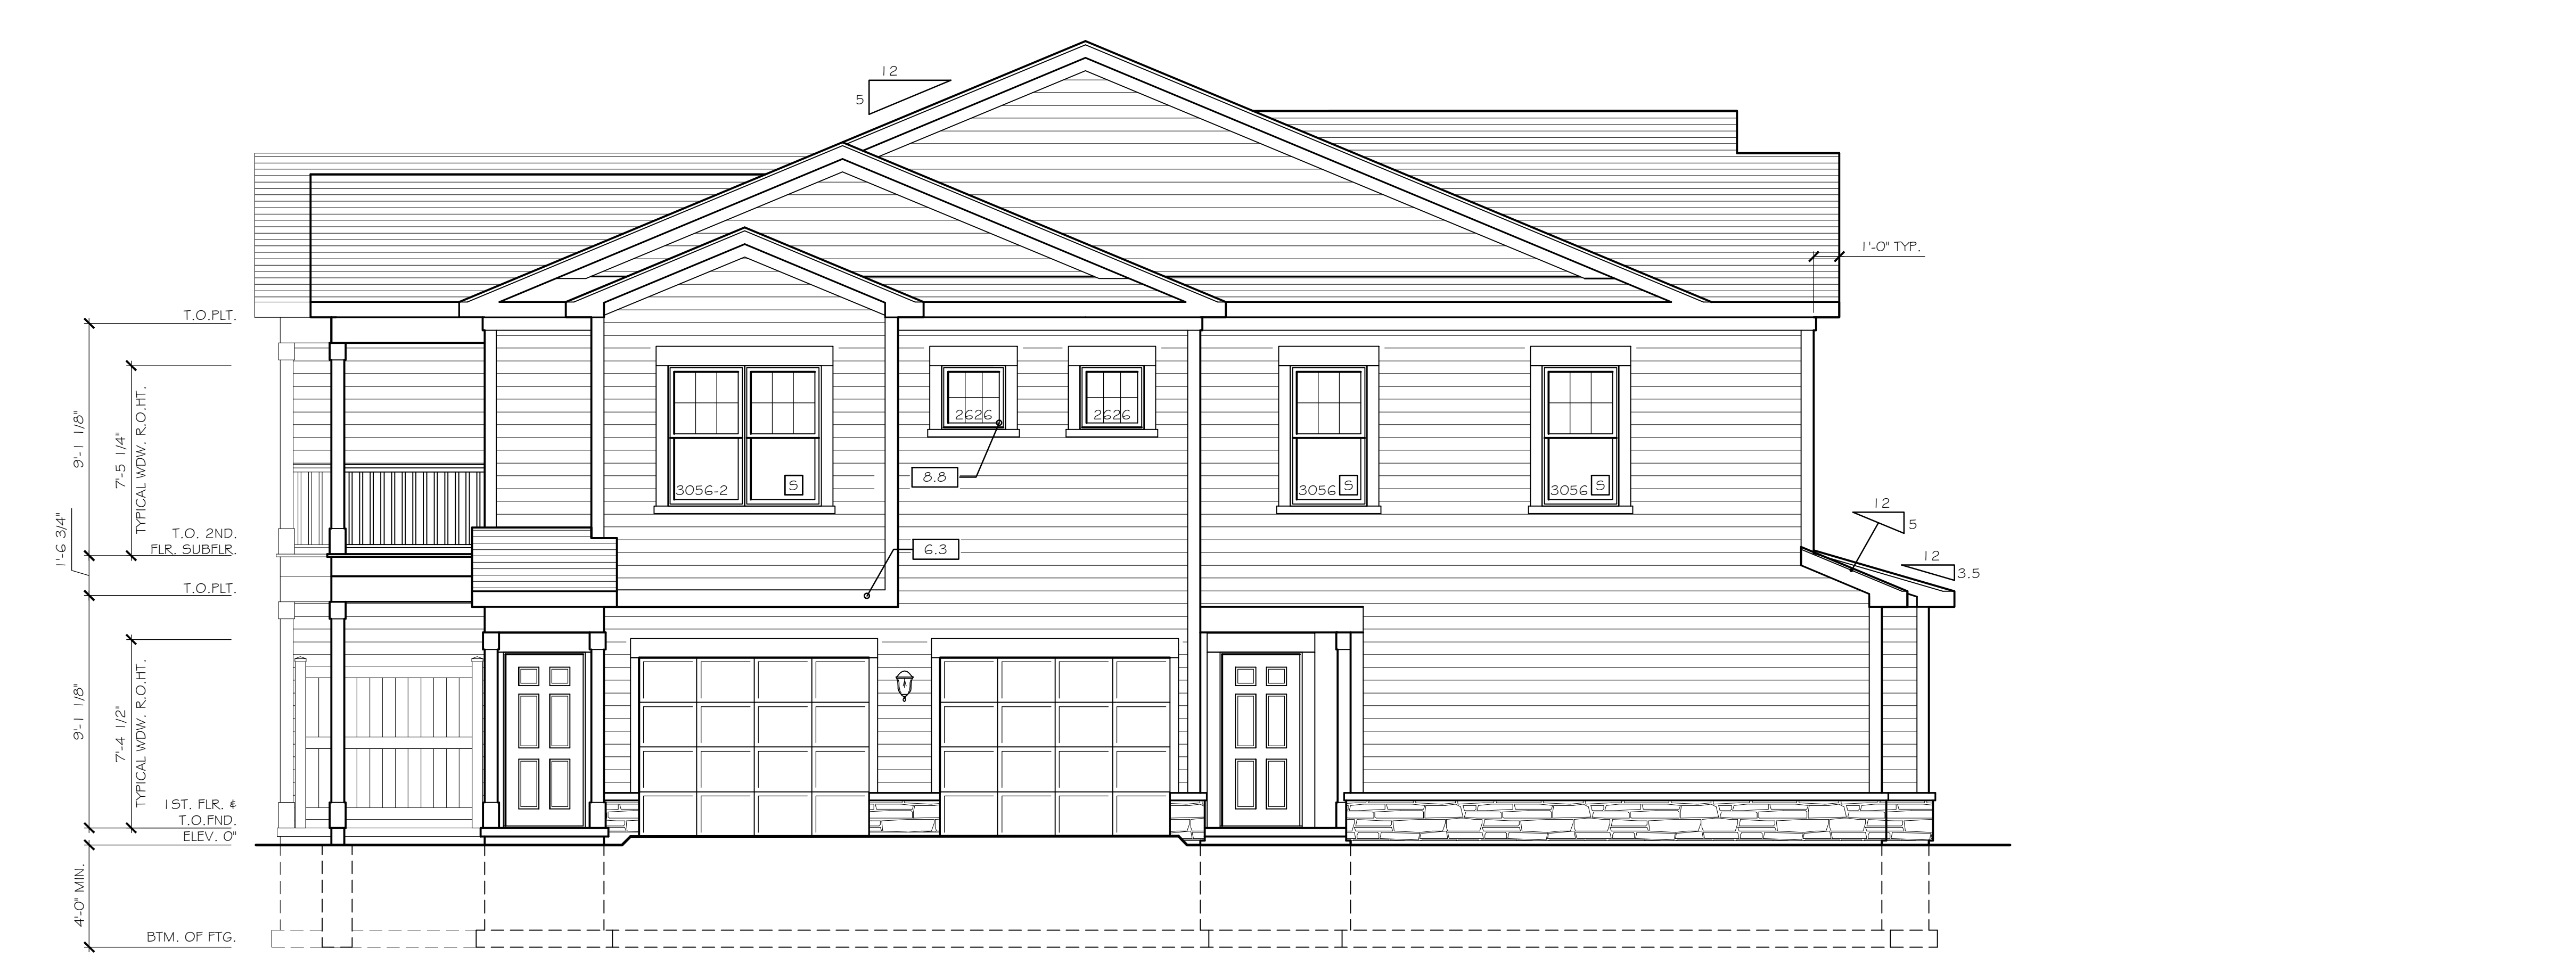 12
5
1'-0" TYP.
T.O.PLT.
9'-1 1/8"
7'-5 1/4"
TYPICAL WDW. R.O.HT.
2626
2626
8.8
3056-2
S
3056
S
3056
S
12
5
1'-6 3/4"
T.O. 2ND.
FLR. SUBFLR.
6.3
12
3.5
T.O.PLT.
9'-1 1/8"
7'-4 1/2"
TYPICAL WDW. R.O.HT.
1ST. FLR. &
T.O.FND.
ELEV. 0"
4'-0" MIN.
BTM. OF FTG.